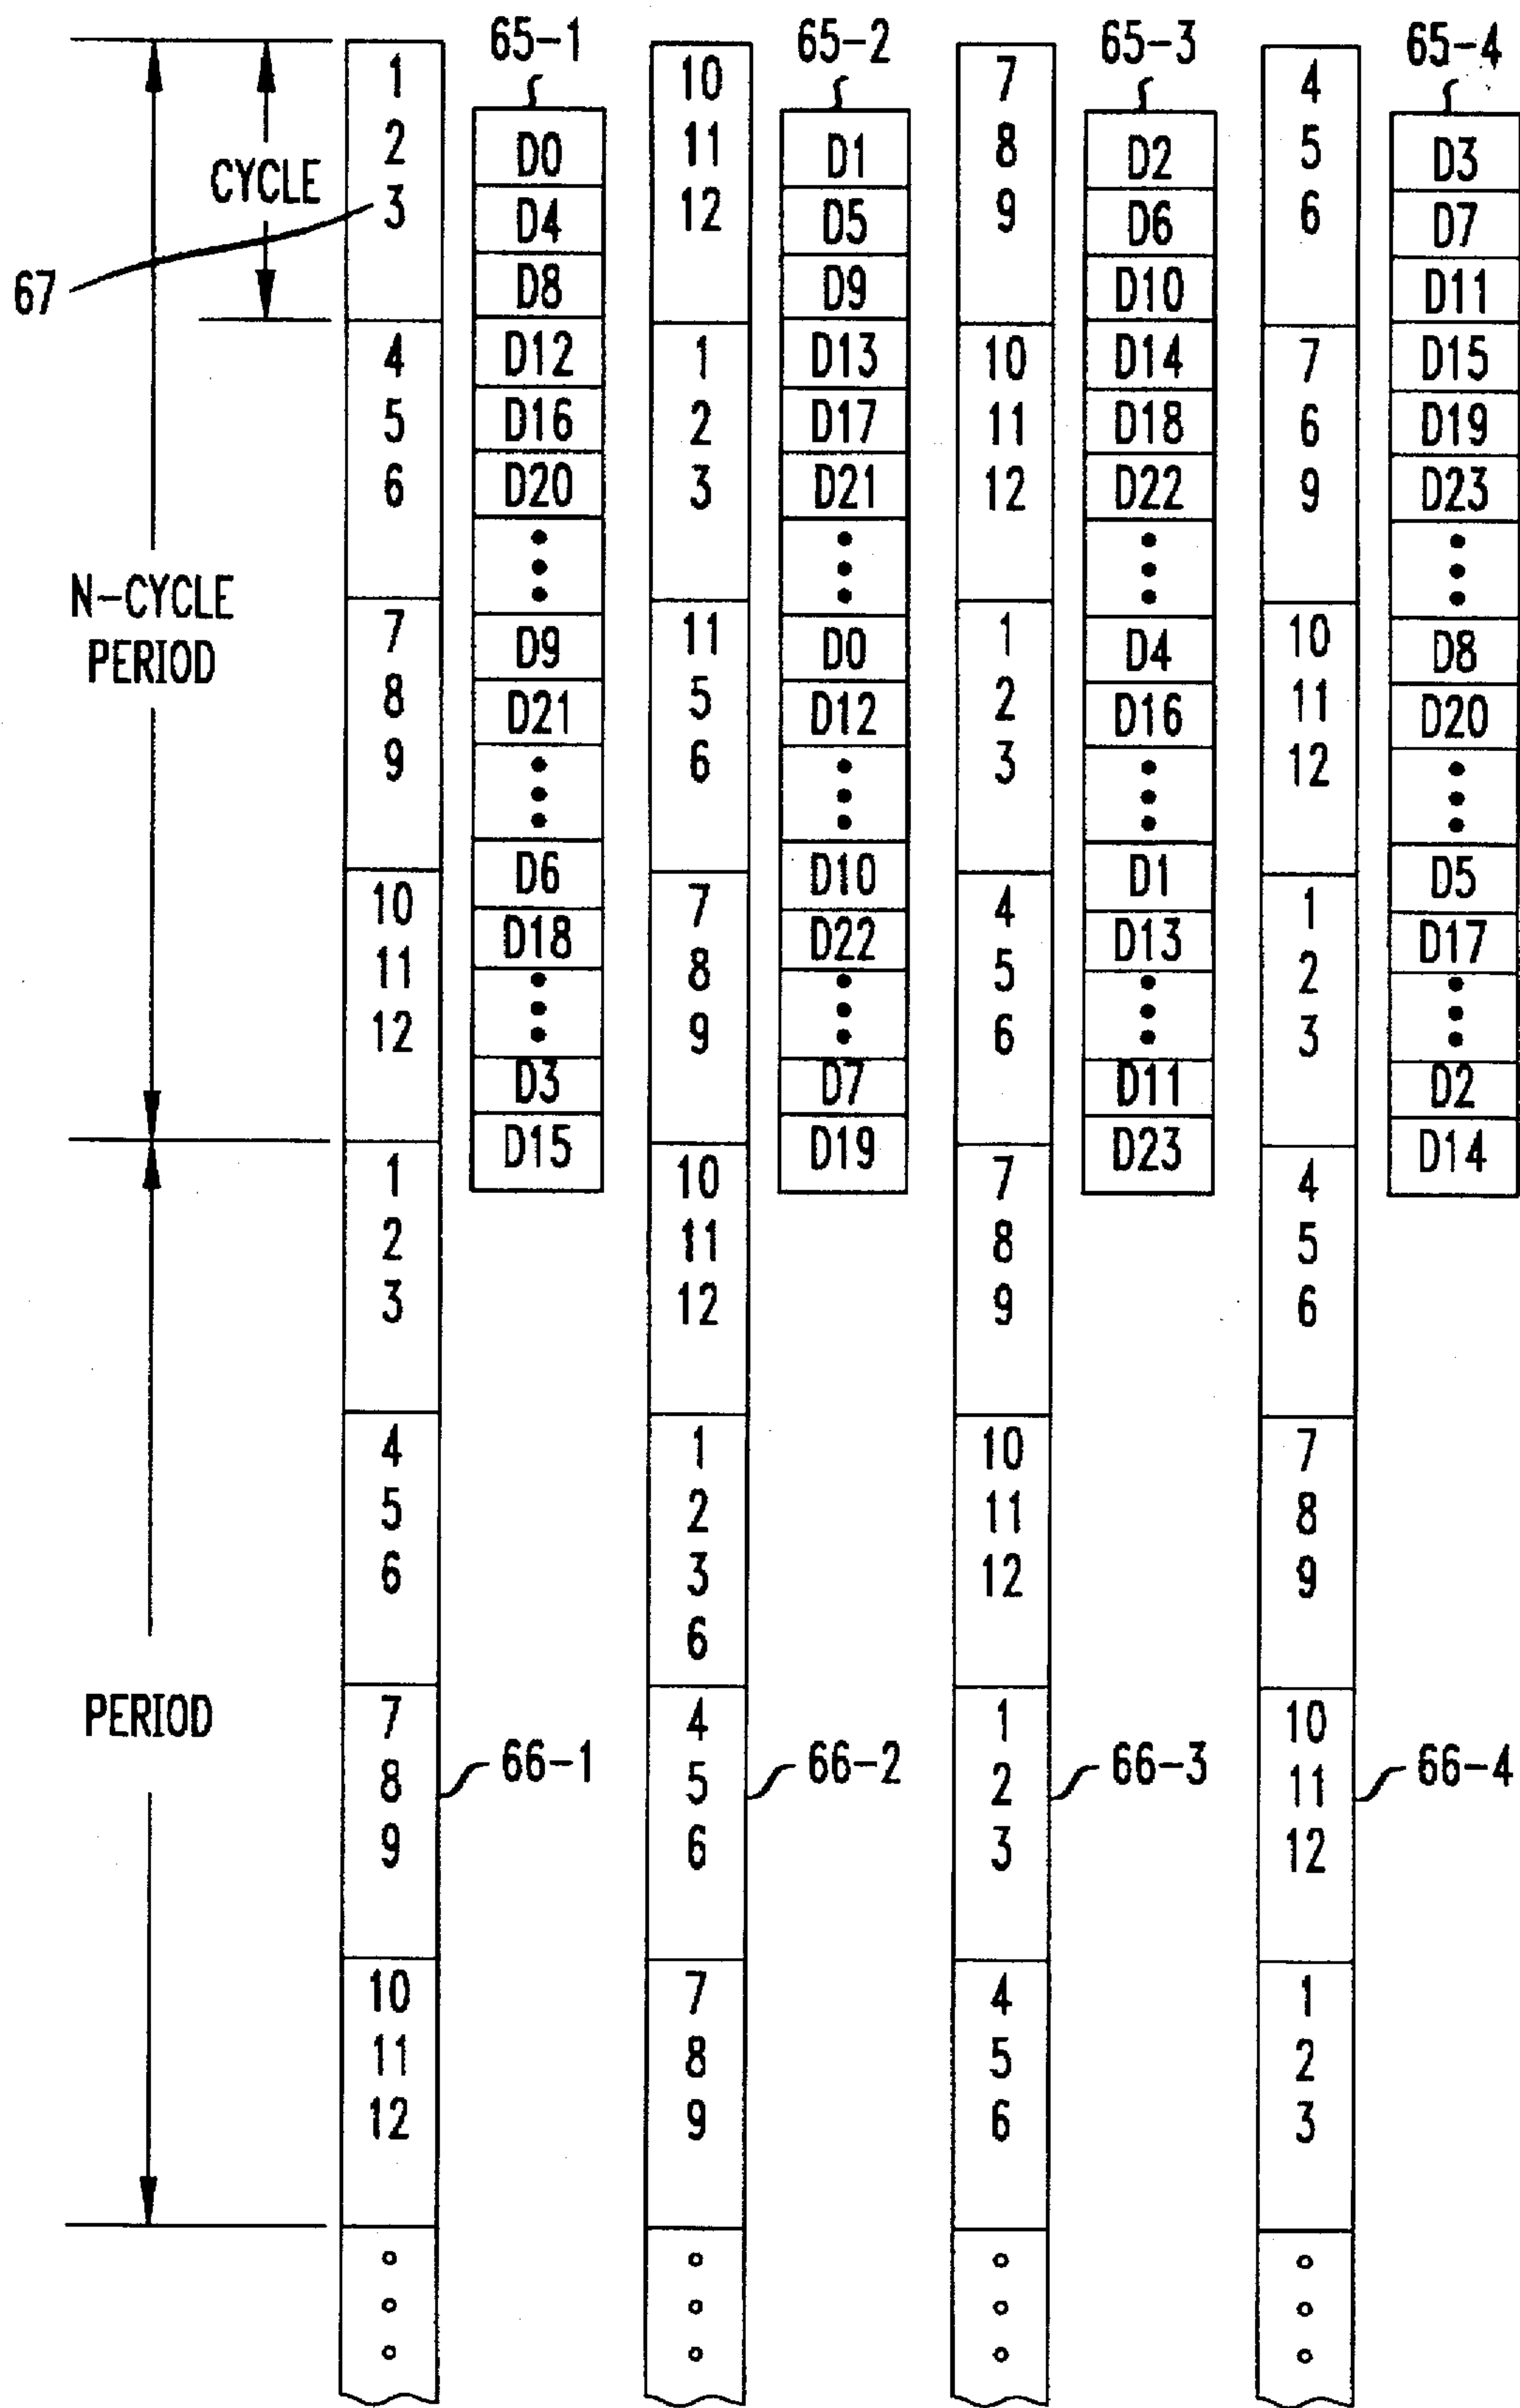 65-1 65-2 65-3 65-4
1 10 7 4
D0 D1 D2 D3
2 11 8 5
CYCLE
3 12 9 6
D4 D5 D6 D7
67
D8 D9 D10 D11
4 1 10 7
D12 D13 D14 D15
5 2 11 6
D16 D17 D18 D19
6 3 12 9
D20 D21 D22 D23
N-CYCLE
PERIOD
7 11 1 10
D9 D0 D4 D8
8 5 2 11
D21 D12 D16 D20
9 6 3 12
D6 D10 D1 D5
10 7 4 1
D18 D22 D13 D17
11 8 5 2
12 9 6 3
D3 D7 D11 D2
D15 D19 D23 D14
1 10 7 4
2 11 8 5
3 12 9 6
4 1 10 7
5 2 11 8
6 3 12 9
6
PERIOD
7 4 1 10
66-1 66-2 66-3 66-4
8 5 2 11
9 6 3 12
10 7 4 1
11 8 5 2
12 9 6 3